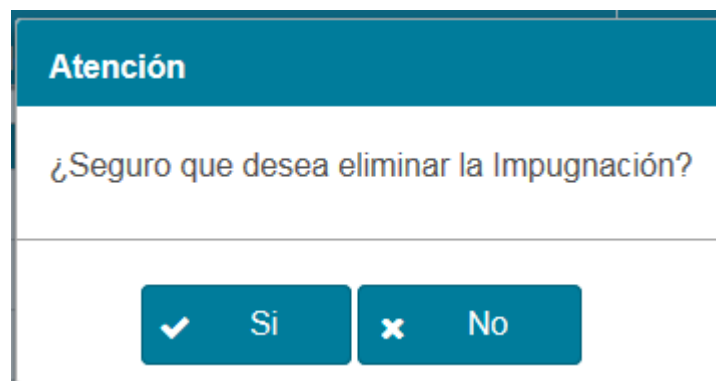 Atención
¿Seguro que desea eliminar la Impugnación?
Si
No